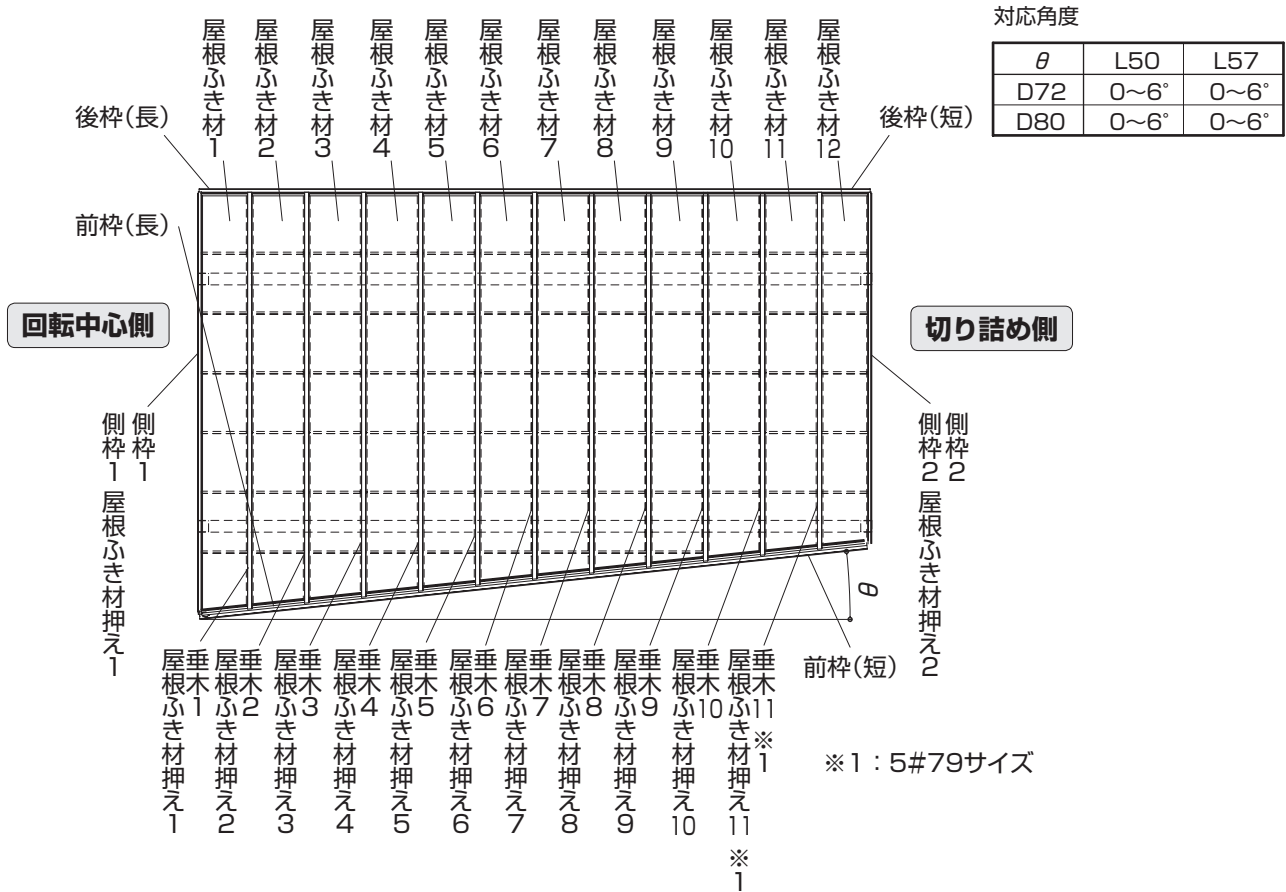 対応角度
θ L50 L57
D72 0〜6° 0〜6°
D80 0〜6° 0〜6°
屋根ふき材1
屋根ふき材2
屋根ふき材3
屋根ふき材4
屋根ふき材5
屋根ふき材6
屋根ふき材7
屋根ふき材8
屋根ふき材9
屋根ふき材10
屋根ふき材11
屋根ふき材12
後枠(長)
後枠(短)
前枠(長)
回転中心側
切り詰め側
側枠1
側枠1屋根ふき材押え1
側枠2
側枠2屋根ふき材押え2
θ
垂木1
屋根ふき材押え1
垂木2
屋根ふき材押え2
垂木3
屋根ふき材押え3
垂木4
屋根ふき材押え4
垂木5
屋根ふき材押え5
垂木6
屋根ふき材押え6
垂木7
屋根ふき材押え7
垂木8
屋根ふき材押え8
垂木9
屋根ふき材押え9
垂木10
屋根ふき材押え10
垂木11 ※1
屋根ふき材押え11 ※1
前枠(短)
※1：5#79サイズ